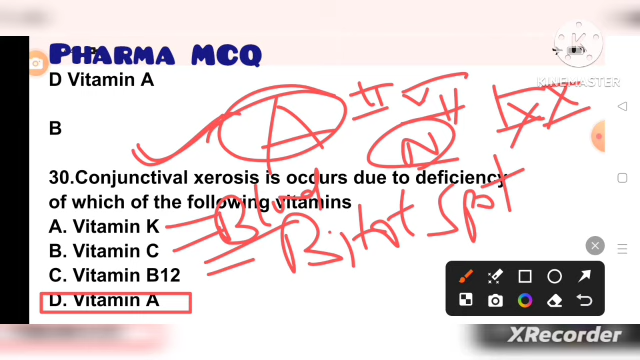 PHARMA MCQ
KINEMASTER
D Vitamin A
B
30.Conjunctival xerosis is occurs due to deficiency
of which of the following vitamins
A. Vitamin K
Blood
B. Vitamin C
Bitot Spot
C. Vitamin B12
D. Vitamin A
XRecorder